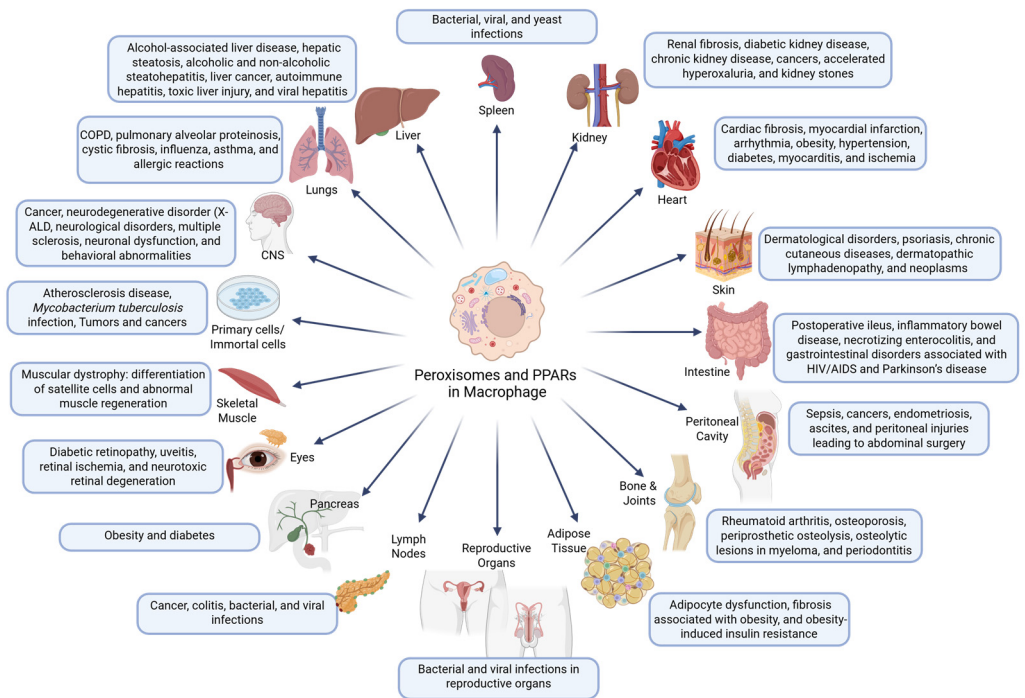 Bacterial, viral, and yeast
infections
Spleen
Alcohol-associated liver disease, hepatic
steatosis, alcoholic and non-alcoholic
steatohepatitis, liver cancer, autoimmune
hepatitis, toxic liver injury, and viral hepatitis
Liver
Renal fibrosis, diabetic kidney disease,
chronic kidney disease, cancers, accelerated
hyperoxaluria, and kidney stones
Kidney
COPD, pulmonary alveolar proteinosis,
cystic fibrosis, influenza, asthma, and
allergic reactions
Lungs
Cardiac fibrosis, myocardial infarction,
arrhythmia, obesity, hypertension,
diabetes, myocarditis, and ischemia
Heart
Cancer, neurodegenerative disorder (X-
ALD, neurological disorders, multiple
sclerosis, neuronal dysfunction, and
behavioral abnormalities
CNS
Dermatological disorders, psoriasis, chronic
cutaneous diseases, dermatopathic
lymphadenopathy, and neoplasms
Skin
Atherosclerosis disease,
Mycobacterium tuberculosis
infection, Tumors and cancers
Primary cells/
Immortal cells
Postoperative ileus, inflammatory bowel
disease, necrotizing enterocolitis, and
gastrointestinal disorders associated with
HIV/AIDS and Parkinson's disease
Intestine
Peroxisomes and PPARs
in Macrophage
Muscular dystrophy: differentiation
of satellite cells and abnormal
muscle regeneration
Skeletal
Muscle
Peritoneal
Cavity
Sepsis, cancers, endometriosis,
ascites, and peritoneal injuries
leading to abdominal surgery
Diabetic retinopathy, uveitis,
retinal ischemia, and neurotoxic
retinal degeneration
Eyes
Bone &
Joints
Rheumatoid arthritis, osteoporosis,
periprosthetic osteolysis, osteolytic
lesions in myeloma, and periodontitis
Pancreas
Obesity and diabetes
Lymph
Nodes
Reproductive
Organs
Adipose
Tissue
Cancer, colitis, bacterial, and viral
infections
Adipocyte dysfunction, fibrosis
associated with obesity, and obesity-
induced insulin resistance
Bacterial and viral infections in
reproductive organs